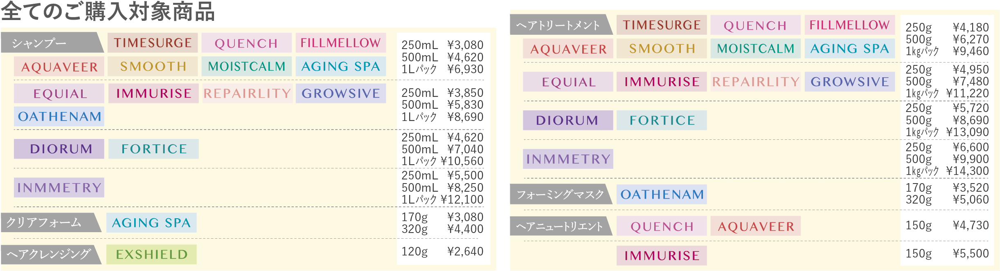 全てのご購入対象商品
シャンプー TIMESURGE QUENCH FILLMELLOW
AQUAVEER SMOOTH MOISTCALM AGING SPA
250mL ¥3,080
500mL ¥4,620
1Lパック ¥6,930
EQUIAL IMMURISE REPAIRLITY GROWSIVE
OATHENAM
250mL ¥3,850
500mL ¥5,830
1Lパック ¥8,690
DIORUM FORTICE
250mL ¥4,620
500mL ¥7,040
1Lパック ¥10,560
INMMETRY
250mL ¥5,500
500mL ¥8,250
1Lパック ¥12,100
クリアフォーム AGING SPA
170g ¥3,080
320g ¥4,400
ヘアクレンジング EXSHIELD
120g ¥2,640
ヘアトリートメント TIMESURGE QUENCH FILLMELLOW
AQUAVEER SMOOTH MOISTCALM AGING SPA
250g ¥4,180
500g ¥6,270
1kgパック ¥9,460
EQUIAL IMMURISE REPAIRLITY GROWSIVE
250g ¥4,950
500g ¥7,480
1kgパック ¥11,220
DIORUM FORTICE
250g ¥5,720
500g ¥8,690
1kgパック ¥13,090
INMMETRY
250g ¥6,600
500g ¥9,900
1kgパック ¥14,300
フォーミングマスク OATHENAM
170g ¥3,520
320g ¥5,060
ヘアニュートリエント QUENCH AQUAVEER
150g ¥4,730
IMMURISE
150g ¥5,500